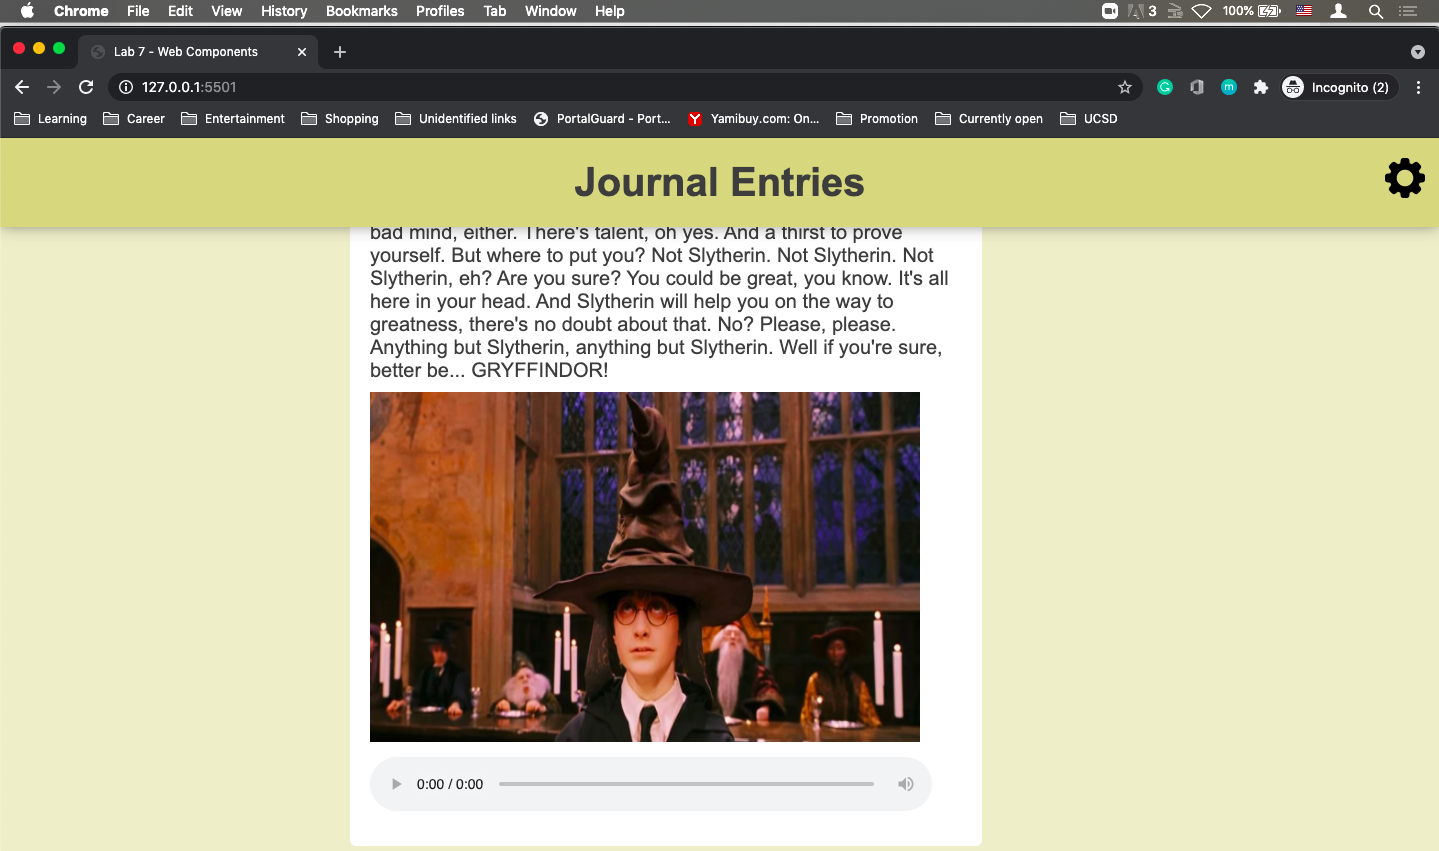 Chrome File Edit View History Bookmarks Profiles Tab Window Help 3 100%
Lab 7 - Web Components
127.0.0.1:5501 Incognito (2)
Learning Career Entertainment Shopping Unidentified links PortalGuard - Port... Yamibuy.com: On... Promotion Currently open UCSD
Journal Entries
bad mind, either. There's talent, oh yes. And a thirst to prove
yourself. But where to put you? Not Slytherin. Not Slytherin. Not
Slytherin, eh? Are you sure? You could be great, you know. It's all
here in your head. And Slytherin will help you on the way to
greatness, there's no doubt about that. No? Please, please.
Anything but Slytherin, anything but Slytherin. Well if you're sure,
better be... GRYFFINDOR!
0:00 / 0:00